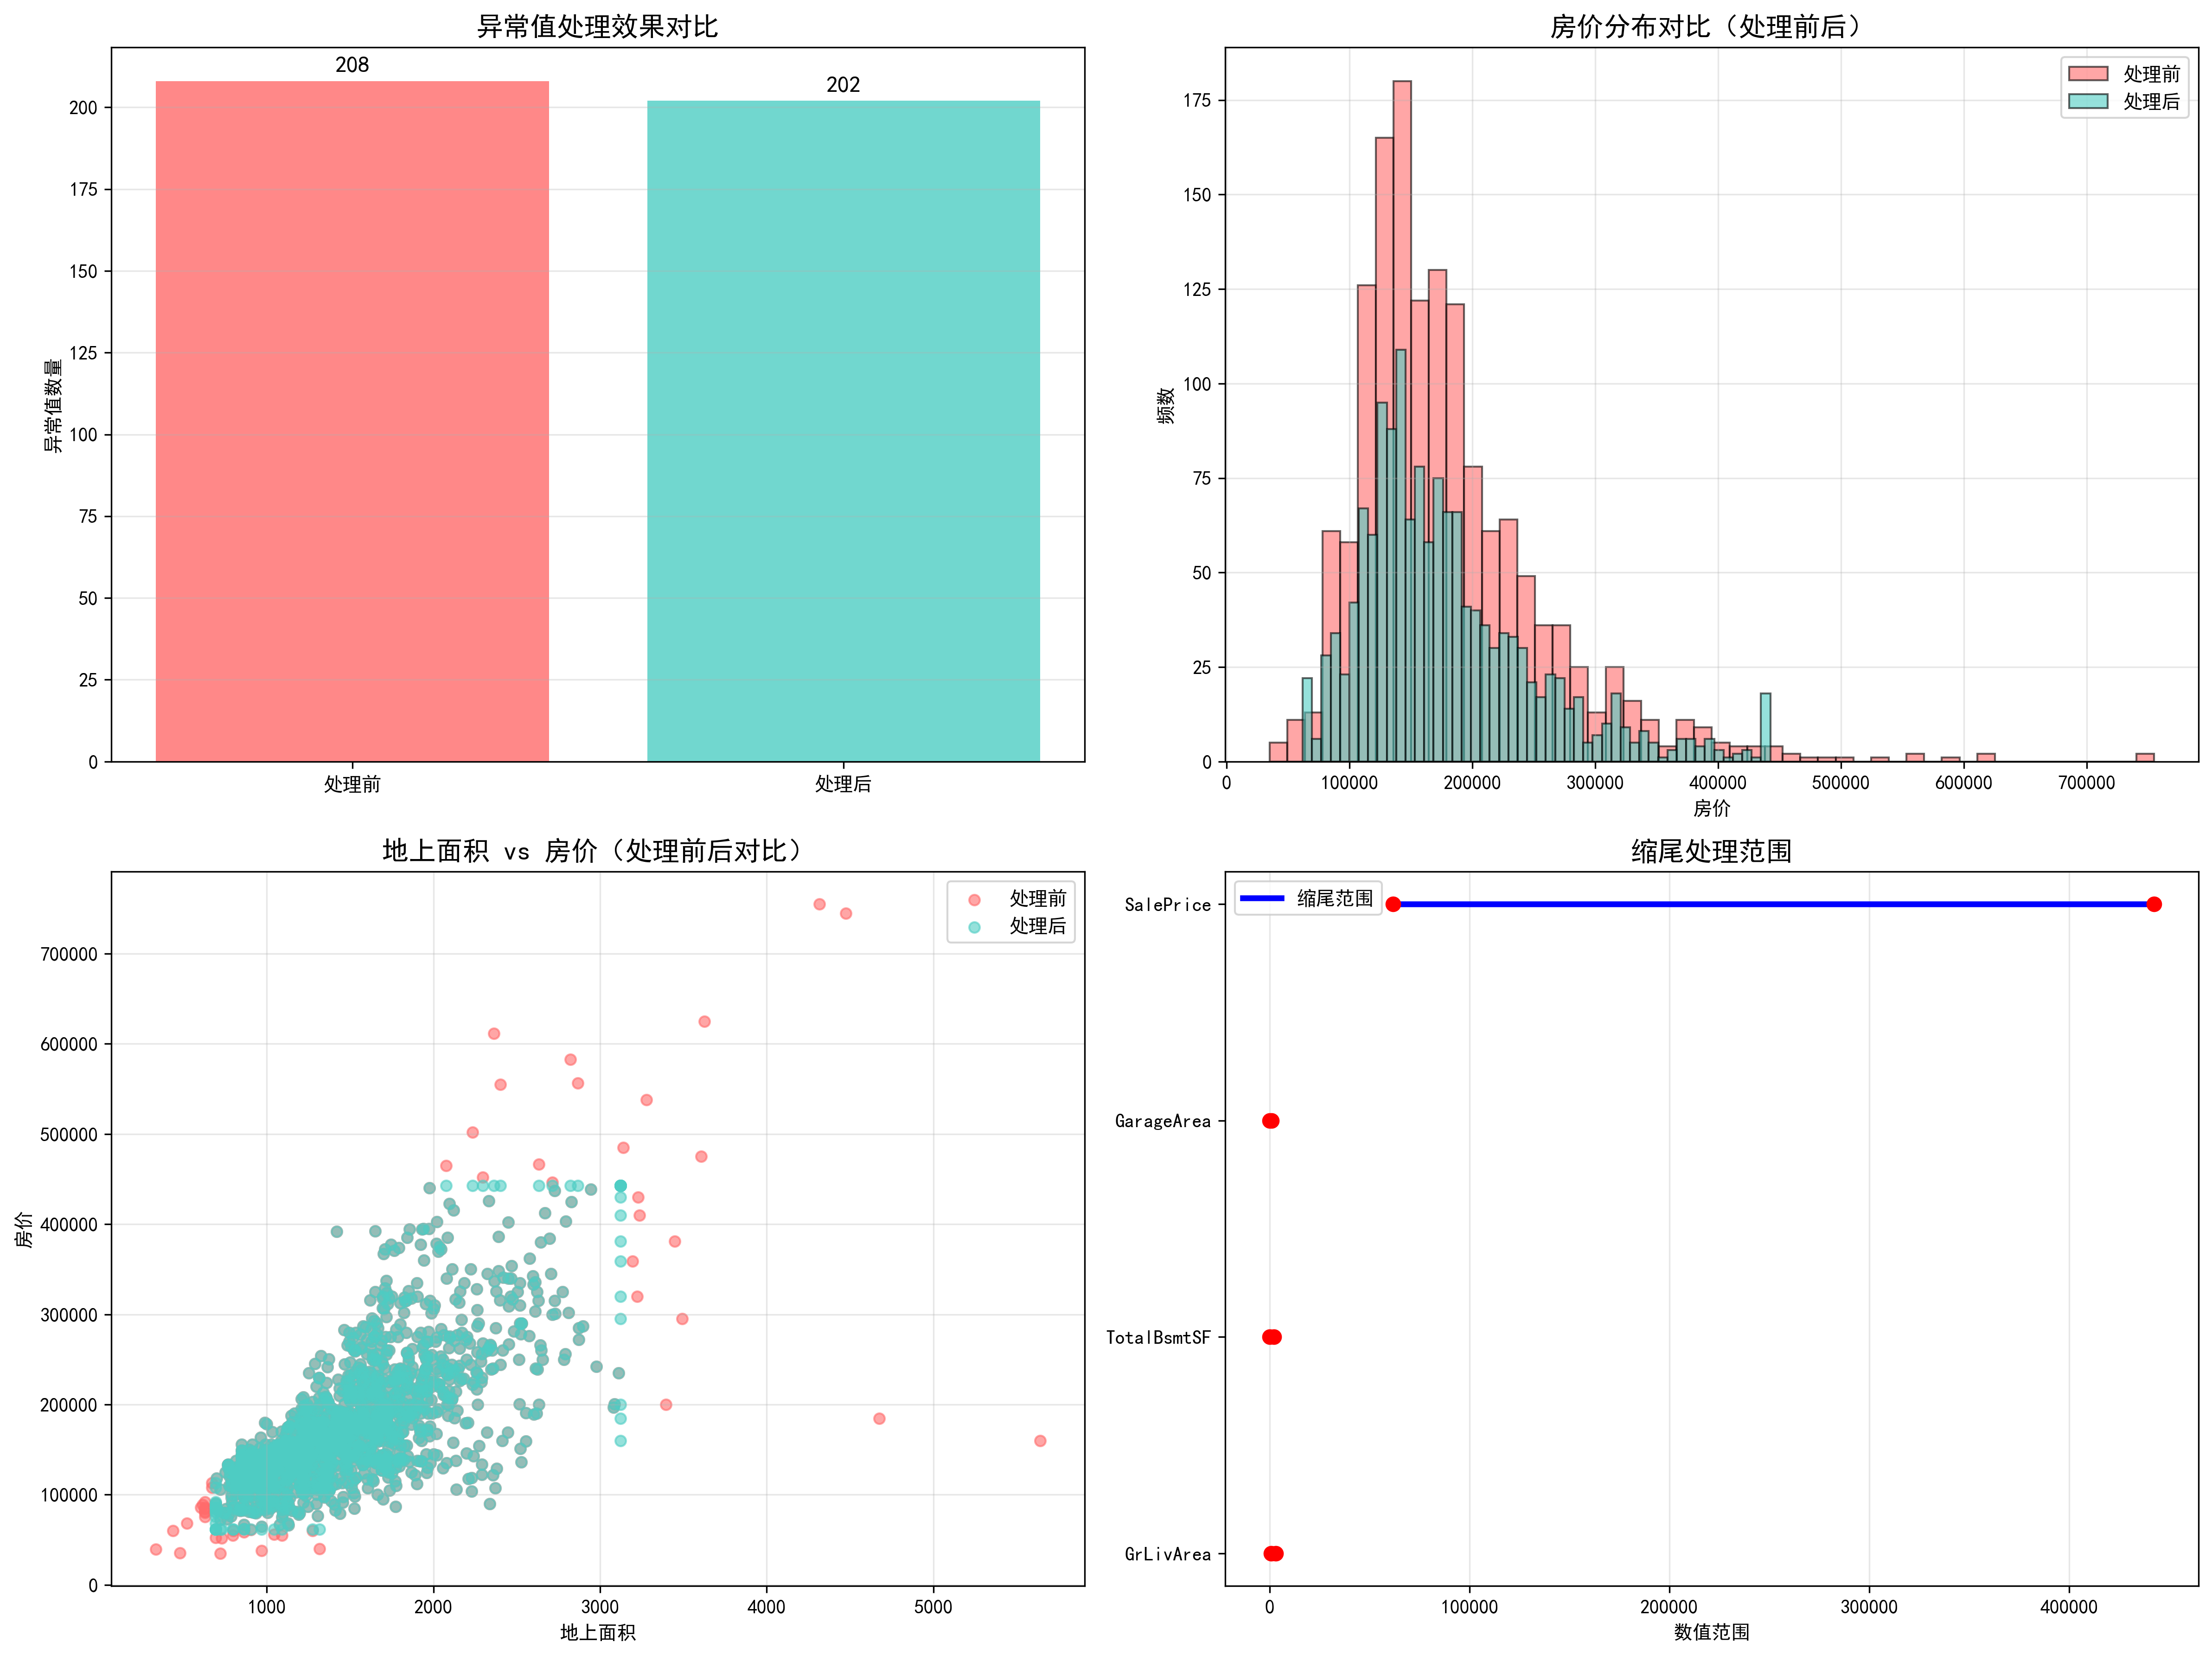 异常值处理效果对比
208
202
200
175
150
125
100
75
50
25
0
异常值数量
处理前
处理后
房价分布对比（处理前后）
处理前
处理后
175
150
125
100
75
50
25
0
频数
0 100000 200000 300000 400000 500000 600000 700000
房价
地上面积 vs 房价（处理前后对比）
处理前
处理后
700000
600000
500000
400000
300000
200000
100000
0
房价
1000 2000 3000 4000 5000
地上面积
缩尾处理范围
缩尾范围
SalePrice
GarageArea
TotalBsmtSF
GrLivArea
0 100000 200000 300000 400000
数值范围